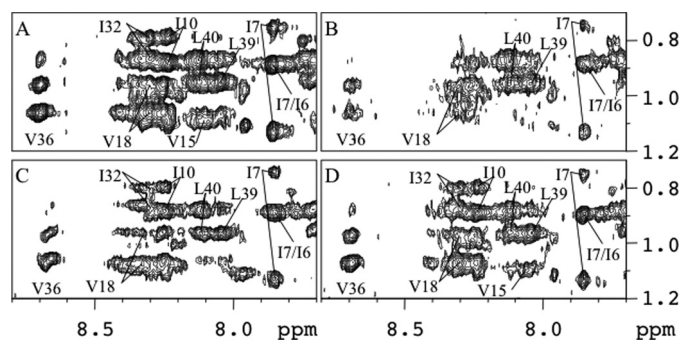 A I32 I10 L40 L39 I7
V36 V18 V15 I7/I6
B L40 L39 I7 0.8
1.0
V36 V18 I7/I6
1.2
C I32 I10 L40 L39 I7
V36 V18 I7/I6
D I32 I10 L40 L39 I7 0.8
1.0
V36 V18 V15 I7/I6
1.2
8.5 8.0 ppm 8.5 8.0 ppm